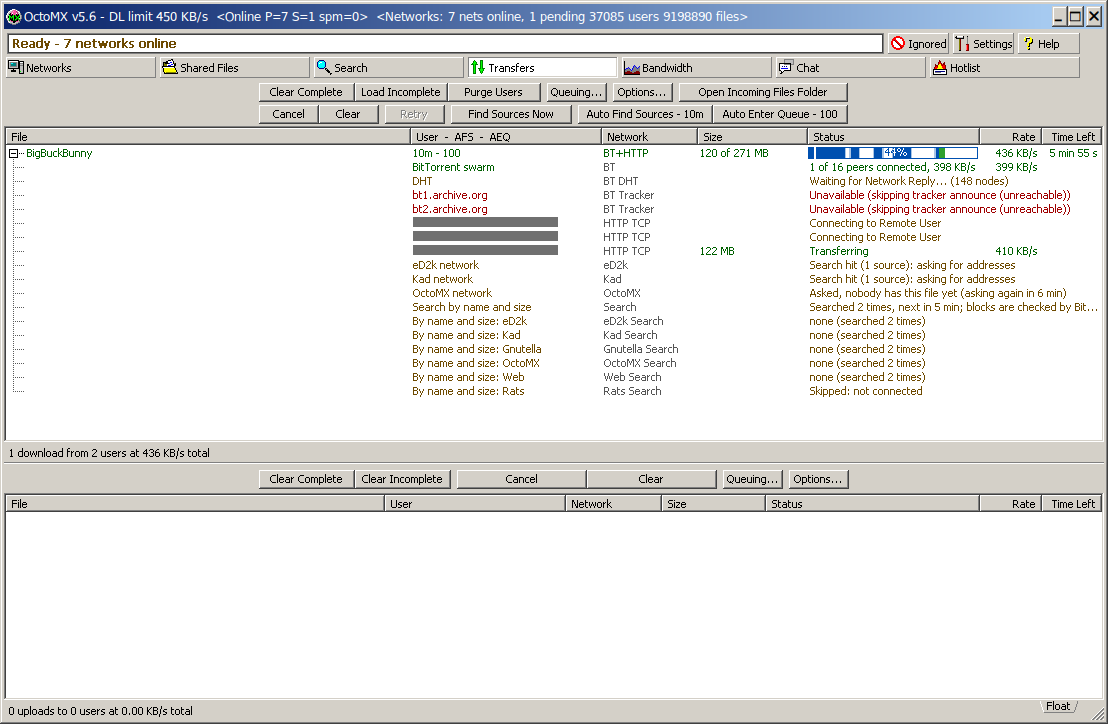 OctoMX v5.6 - DL limit 450 KB/s <Online P=7 S=1 spm=0> <Networks: 7 nets online, 1 pending 37085 users 9198890 files>
Ready - 7 networks online Ignored Settings ? Help
Networks Shared Files Search Transfers Bandwidth Chat Hotlist
Clear Complete Load Incomplete Purge Users Queuing... Options... Open Incoming Files Folder
Cancel Clear Retry Find Sources Now Auto Find Sources - 10m Auto Enter Queue - 100
File User - AFS - AEQ Network Size Status Rate Time Left
BigBuckBunny 10m - 100 BT+HTTP 120 of 271 MB 44% 436 KB/s 5 min 55 s
BitTorrent swarm BT 1 of 16 peers connected, 398 KB/s 399 KB/s
DHT BT DHT Waiting for Network Reply... (148 nodes)
bt1.archive.org BT Tracker Unavailable (skipping tracker announce (unreachable))
bt2.archive.org BT Tracker Unavailable (skipping tracker announce (unreachable))
HTTP TCP Connecting to Remote User
HTTP TCP Connecting to Remote User
HTTP TCP 122 MB Transferring 410 KB/s
eD2k network eD2k Search hit (1 source): asking for addresses
Kad network Kad Search hit (1 source): asking for addresses
OctoMX network OctoMX Asked, nobody has this file yet (asking again in 6 min)
Search by name and size Search Searched 2 times, next in 5 min; blocks are checked by Bit...
By name and size: eD2k eD2k Search none (searched 2 times)
By name and size: Kad Kad Search none (searched 2 times)
By name and size: Gnutella Gnutella Search none (searched 2 times)
By name and size: OctoMX OctoMX Search none (searched 2 times)
By name and size: Web Web Search none (searched 2 times)
By name and size: Rats Rats Search Skipped: not connected
1 download from 2 users at 436 KB/s total
Clear Complete Clear Incomplete Cancel Clear Queuing... Options...
File User Network Size Status Rate Time Left
0 uploads to 0 users at 0.00 KB/s total Float